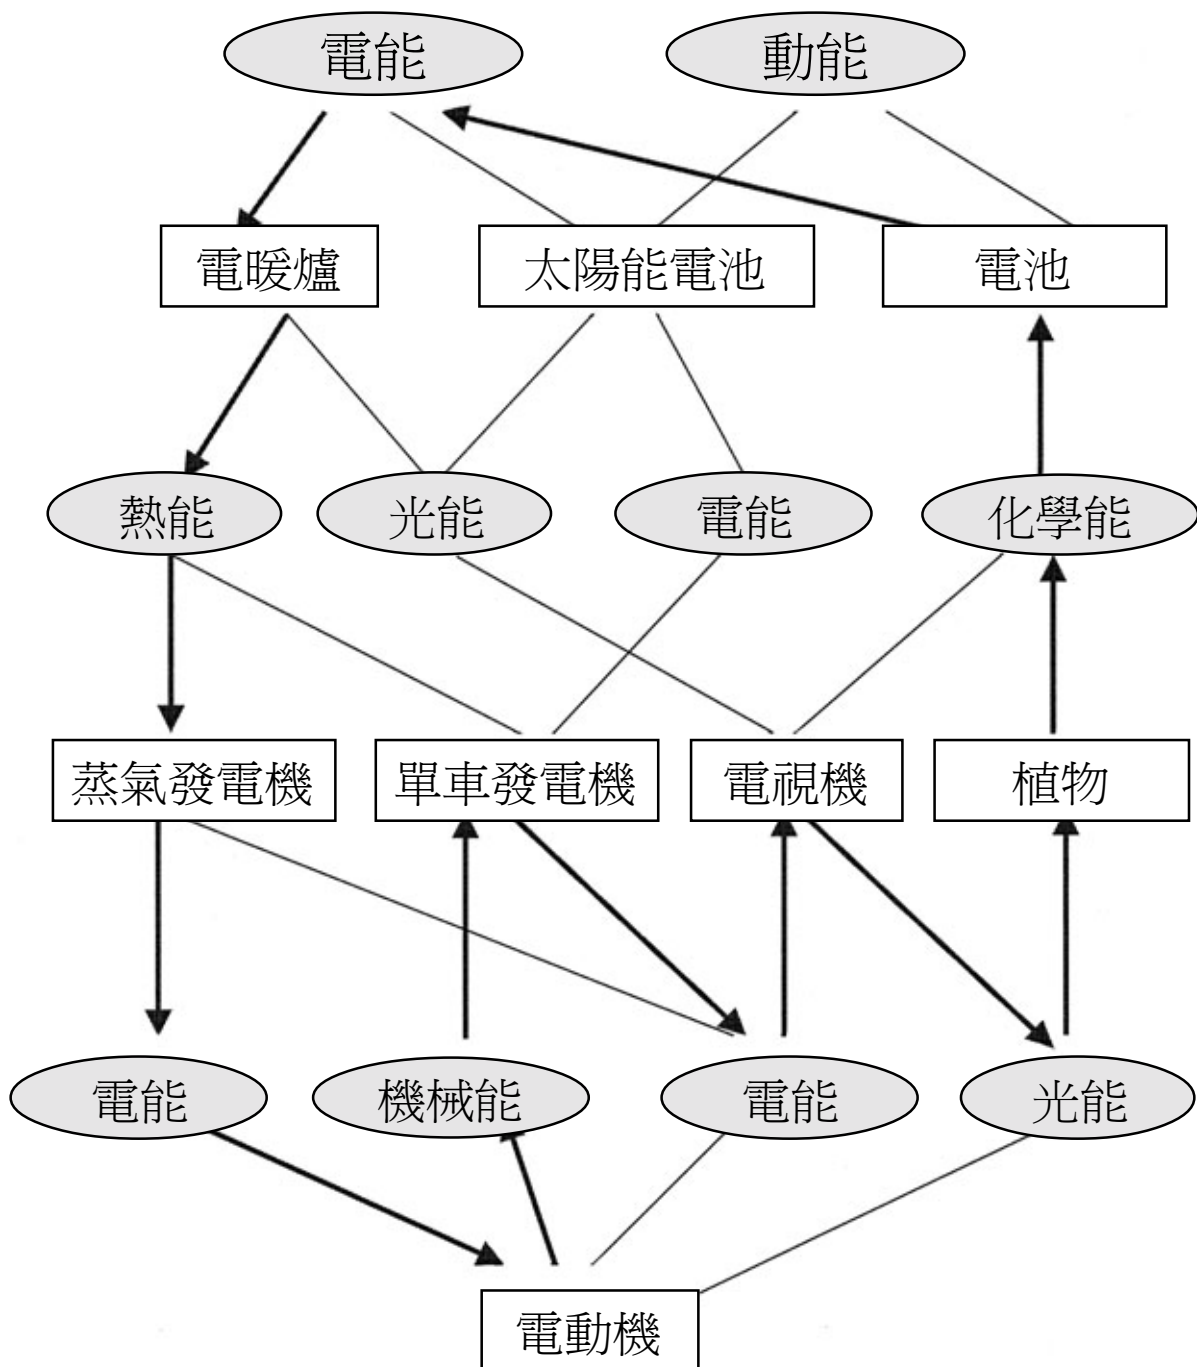 電能
動能
電暖爐
太陽能電池
電池
熱能
光能
電能
化學能
蒸氣發電機
單車發電機
電視機
植物
電能
機械能
電能
光能
電動機